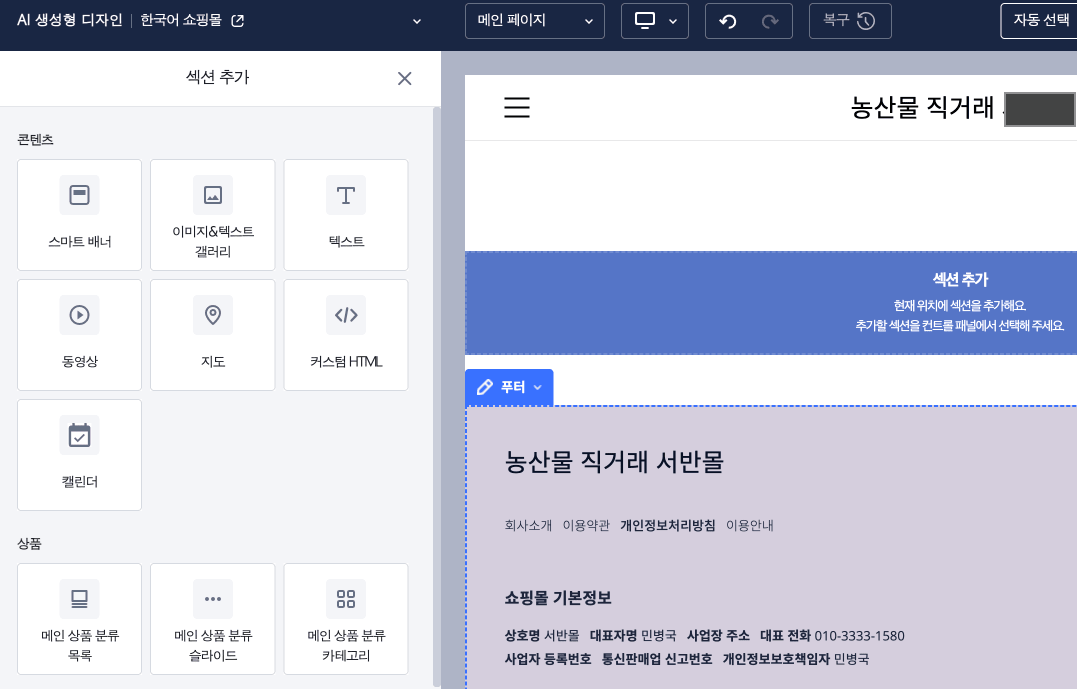 AI 생성형 디자인 한국어 쇼핑몰
메인 페이지
복구
자동 선택
섹션 추가
콘텐츠
스마트 배너
이미지&텍스트
갤러리
텍스트
동영상
지도
커스텀 HTML
캘린더
상품
메인 상품 분류
목록
메인 상품 분류
슬라이드
메인 상품 분류
카테고리
농산물 직거래
섹션 추가
현재 위치에 섹션을 추가해요.
추가할 섹션을 컨트롤 패널에서 선택해 주세요.
푸터
농산물 직거래 서반몰
회사소개 이용약관 개인정보처리방침 이용안내
쇼핑몰 기본정보
상호명 서반몰 대표자명 민병국 사업장 주소 대표 전화 010-3333-1580
사업자 등록번호 통신판매업 신고번호 개인정보보호책임자 민병국